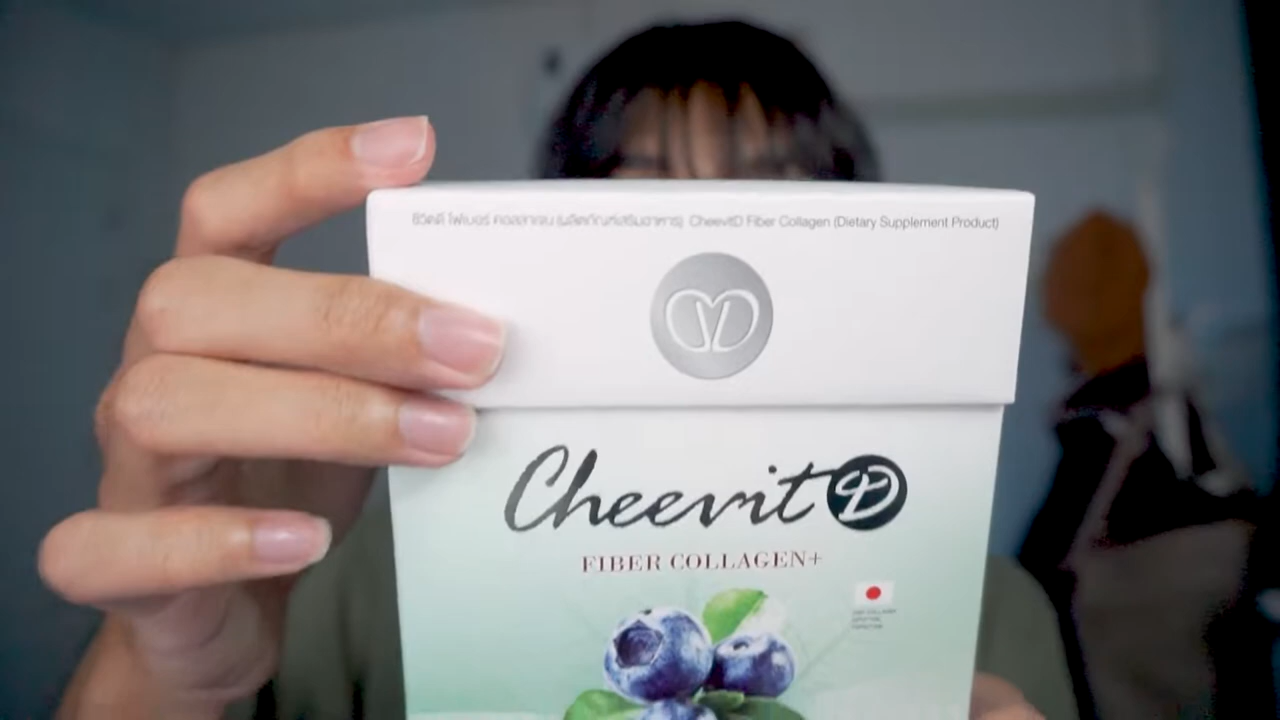 ชีวิตดี ไฟเบอร์ คอลลาเจน (ผลิตภัณฑ์เสริมอาหาร) CheevitD Fiber Collagen (Dietary Supplement Product)
Cheevit D
FIBER COLLAGEN+